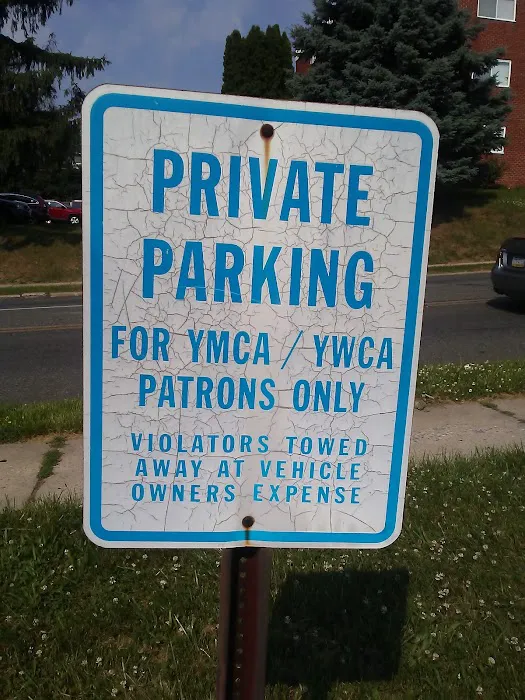 PRIVATE
PARKING
FOR YMCA / YWCA
PATRONS ONLY
VIOLATORS TOWED
AWAY AT VEHICLE
OWNERS EXPENSE